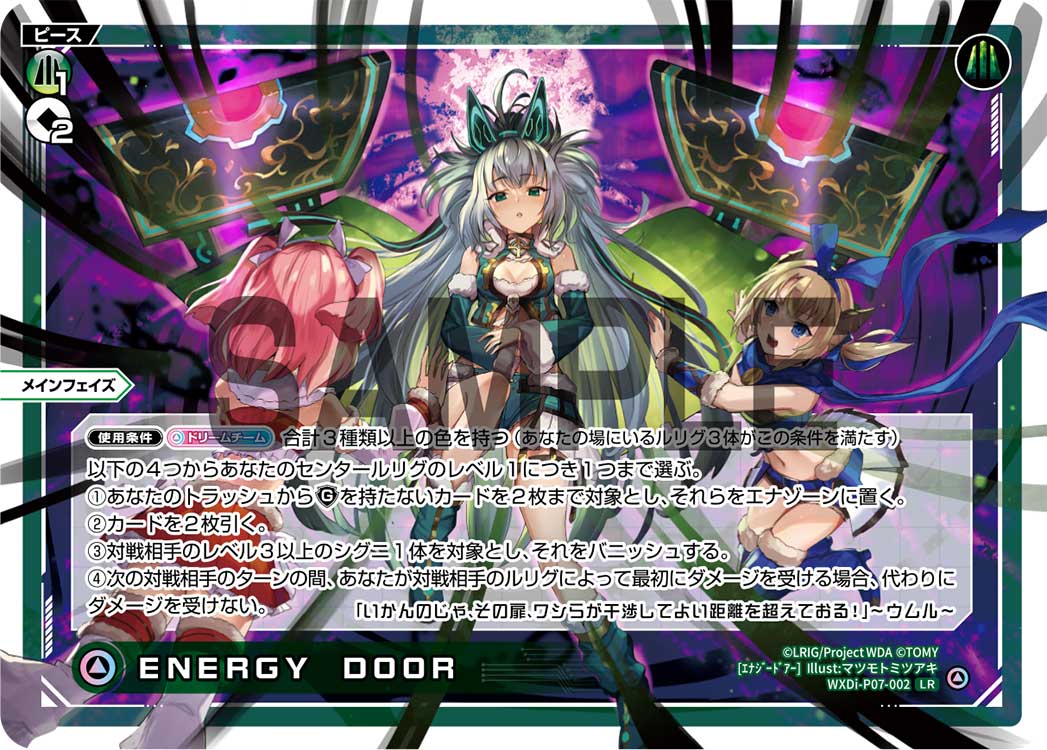 ピース
1
2
SAMPLE
メインフェイズ
使用条件 ドリームチーム 合計3種類以上の色を持つ(あなたの場にいるルリグ3体がこの条件を満たす)
以下の4つからあなたのセンタールリグのレベル1につき1つまで選ぶ。
①あなたのトラッシュからGを持たないカードを2枚まで対象とし、それらをエナゾーンに置く。
②カードを2枚引く。
③対戦相手のレベル3以上のシグニ1体を対象とし、それをバニッシュする。
④次の対戦相手のターンの間、あなたが対戦相手のルリグによって最初にダメージを受ける場合、代わりに
ダメージを受けない。
「いかんのじゃ、その扉、ワシらが干渉してよい距離を超えておる!」~ウムル~
ENERGY DOOR
©LRIG/Project WDA ©TOMY
[エナジードアー] Illust:マツモトミツアキ
WXDi-P07-002 LR